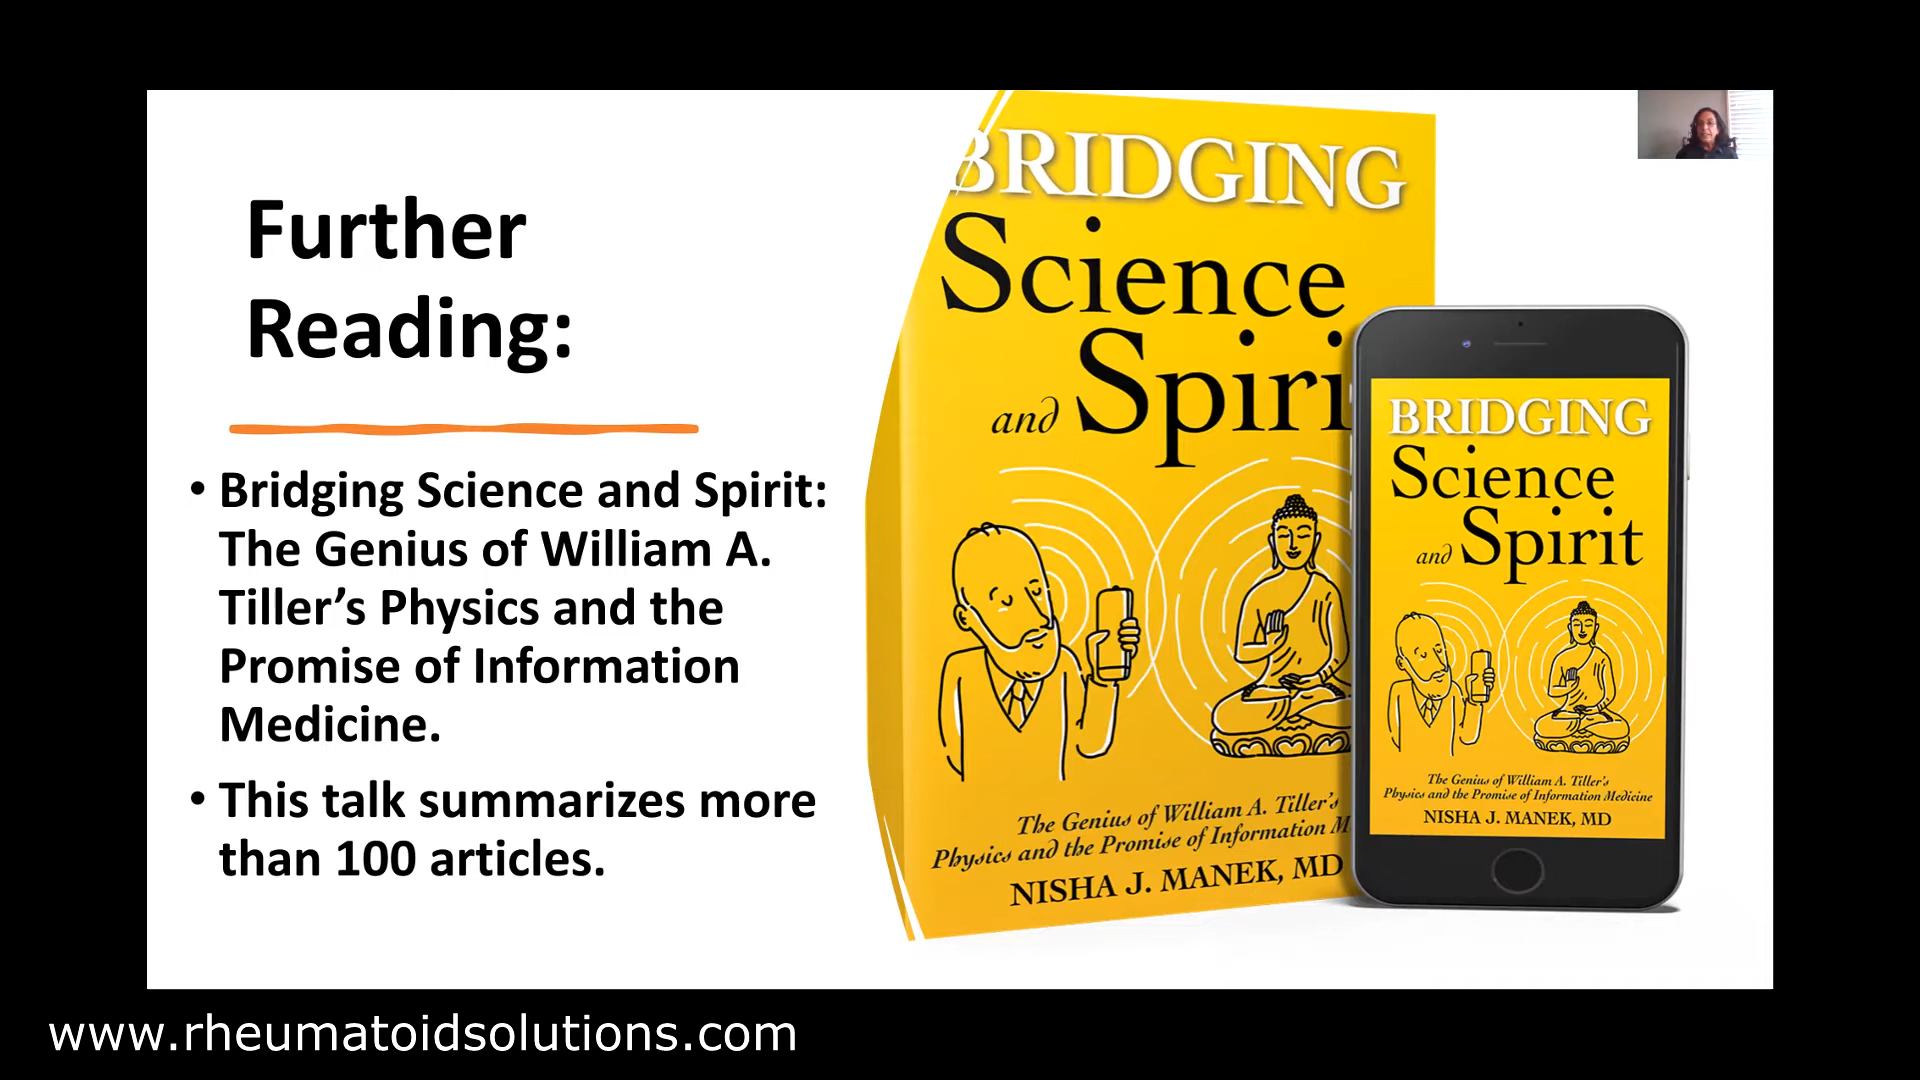 Further
Reading:
• Bridging Science and Spirit:
The Genius of William A.
Tiller’s Physics and the
Promise of Information
Medicine.
• This talk summarizes more
than 100 articles.
BRIDGING
Science
and Spiri
The Genius of William A. Tiller's
Physics and the Promise of Information M
NISHA J. MANEK, MD
BRIDGING
Science
and Spirit
The Genius of William A. Tiller's
Physics and the Promise of Information Medicine
NISHA J. MANEK, MD
www.rheumatoidsolutions.com